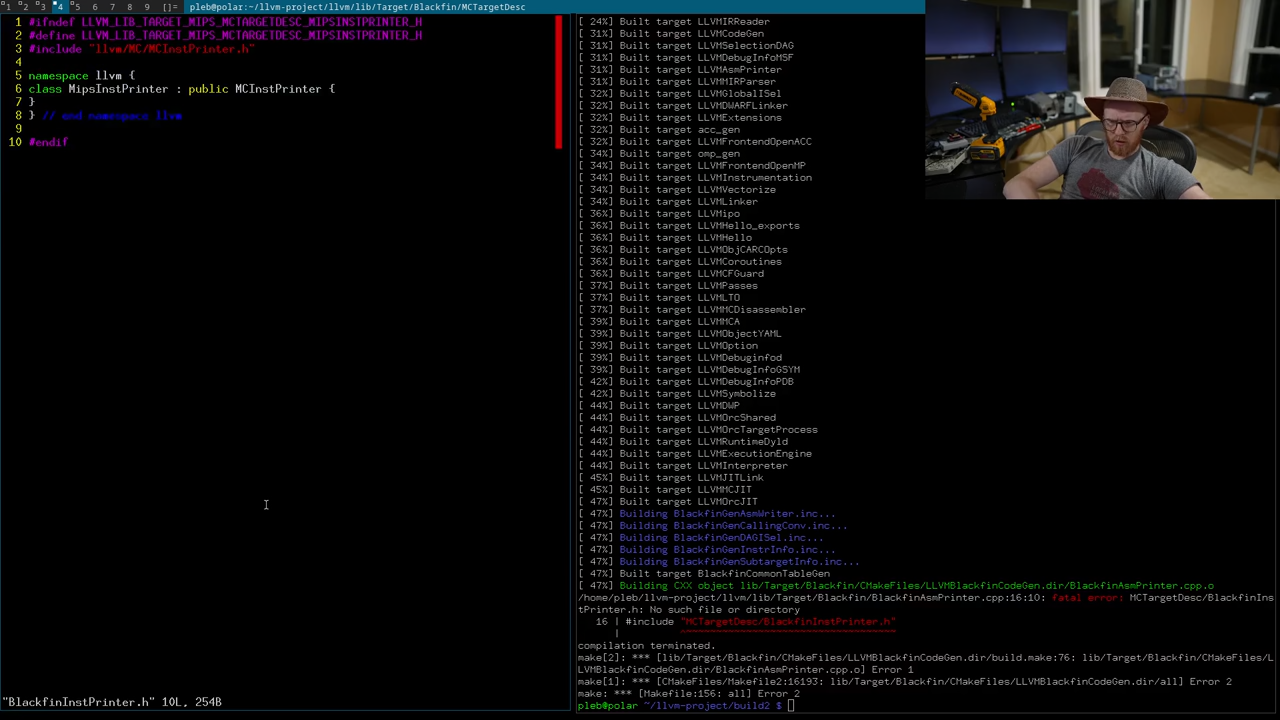 1 2 3 4 5 6 7 8 9 []= pleb@polar:~/llvm-project/llvm/lib/Target/Blackfin/MCTargetDesc
1 #ifndef LLVM_LIB_TARGET_MIPS_MCTARGETDESC_MIPSINSTPRINTER_H
2 #define LLVM_LIB_TARGET_MIPS_MCTARGETDESC_MIPSINSTPRINTER_H
3 #include "llvm/MC/MCInstPrinter.h"
4
5 namespace llvm {
6 class MipsInstPrinter : public MCInstPrinter {
7 }
8 } // end namespace llvm
9
10 #endif
"BlackfinInstPrinter.h" 10L, 254B
[ 24%] Built target LLVMIRReader
[ 31%] Built target LLVMCodeGen
[ 31%] Built target LLVMSelectionDAG
[ 31%] Built target LLVMDebugInfoMSF
[ 31%] Built target LLVMAsmPrinter
[ 31%] Built target LLVMMIRParser
[ 32%] Built target LLVMGlobalISel
[ 32%] Built target LLVMDWARFLinker
[ 32%] Built target LLVMExtensions
[ 32%] Built target acc_gen
[ 32%] Built target LLVMFrontendOpenACC
[ 34%] Built target omp_gen
[ 34%] Built target LLVMFrontendOpenMP
[ 34%] Built target LLVMInstrumentation
[ 34%] Built target LLVMVectorize
[ 34%] Built target LLVMLinker
[ 36%] Built target LLVMipo
[ 36%] Built target LLVMHello_exports
[ 36%] Built target LLVMHello
[ 36%] Built target LLVMObjCARCOpts
[ 36%] Built target LLVMCoroutines
[ 36%] Built target LLVMCFGuard
[ 37%] Built target LLVMPasses
[ 37%] Built target LLVMLTO
[ 37%] Built target LLVMMCDisassembler
[ 39%] Built target LLVMMCA
[ 39%] Built target LLVMObjectYAML
[ 39%] Built target LLVMOption
[ 39%] Built target LLVMDebuginfod
[ 39%] Built target LLVMDebugInfoGSYM
[ 42%] Built target LLVMDebugInfoPDB
[ 42%] Built target LLVMSymbolize
[ 44%] Built target LLVMDWP
[ 44%] Built target LLVMOrcShared
[ 44%] Built target LLVMOrcTargetProcess
[ 44%] Built target LLVMRuntimeDyld
[ 44%] Built target LLVMExecutionEngine
[ 44%] Built target LLVMInterpreter
[ 45%] Built target LLVMJITLink
[ 45%] Built target LLVMMCJIT
[ 47%] Built target LLVMOrcJIT
[ 47%] Building BlackfinGenAsmWriter.inc...
[ 47%] Building BlackfinGenCallingConv.inc...
[ 47%] Building BlackfinGenDAGISel.inc...
[ 47%] Building BlackfinGenInstrInfo.inc...
[ 47%] Building BlackfinGenSubtargetInfo.inc...
[ 47%] Built target BlackfinCommonTableGen
[ 47%] Building CXX object lib/Target/Blackfin/CMakeFiles/LLVMBlackfinCodeGen.dir/BlackfinAsmPrinter.cpp.o
/home/pleb/llvm-project/llvm/lib/Target/Blackfin/BlackfinAsmPrinter.cpp:16:10: fatal error: MCTargetDesc/BlackfinIns
tPrinter.h: No such file or directory
16 | #include "MCTargetDesc/BlackfinInstPrinter.h"
| ^~~~~~~~~~~~~~~~~~~~~~~~~~~~~~~~~~~~
compilation terminated.
make[2]: *** [lib/Target/Blackfin/CMakeFiles/LLVMBlackfinCodeGen.dir/build.make:76: lib/Target/Blackfin/CMakeFiles/L
LVMBlackfinCodeGen.dir/BlackfinAsmPrinter.cpp.o] Error 1
make[1]: *** [CMakeFiles/Makefile2:16193: lib/Target/Blackfin/CMakeFiles/LLVMBlackfinCodeGen.dir/all] Error 2
make: *** [Makefile:156: all] Error 2
pleb@polar ~/llvm-project/build2 $